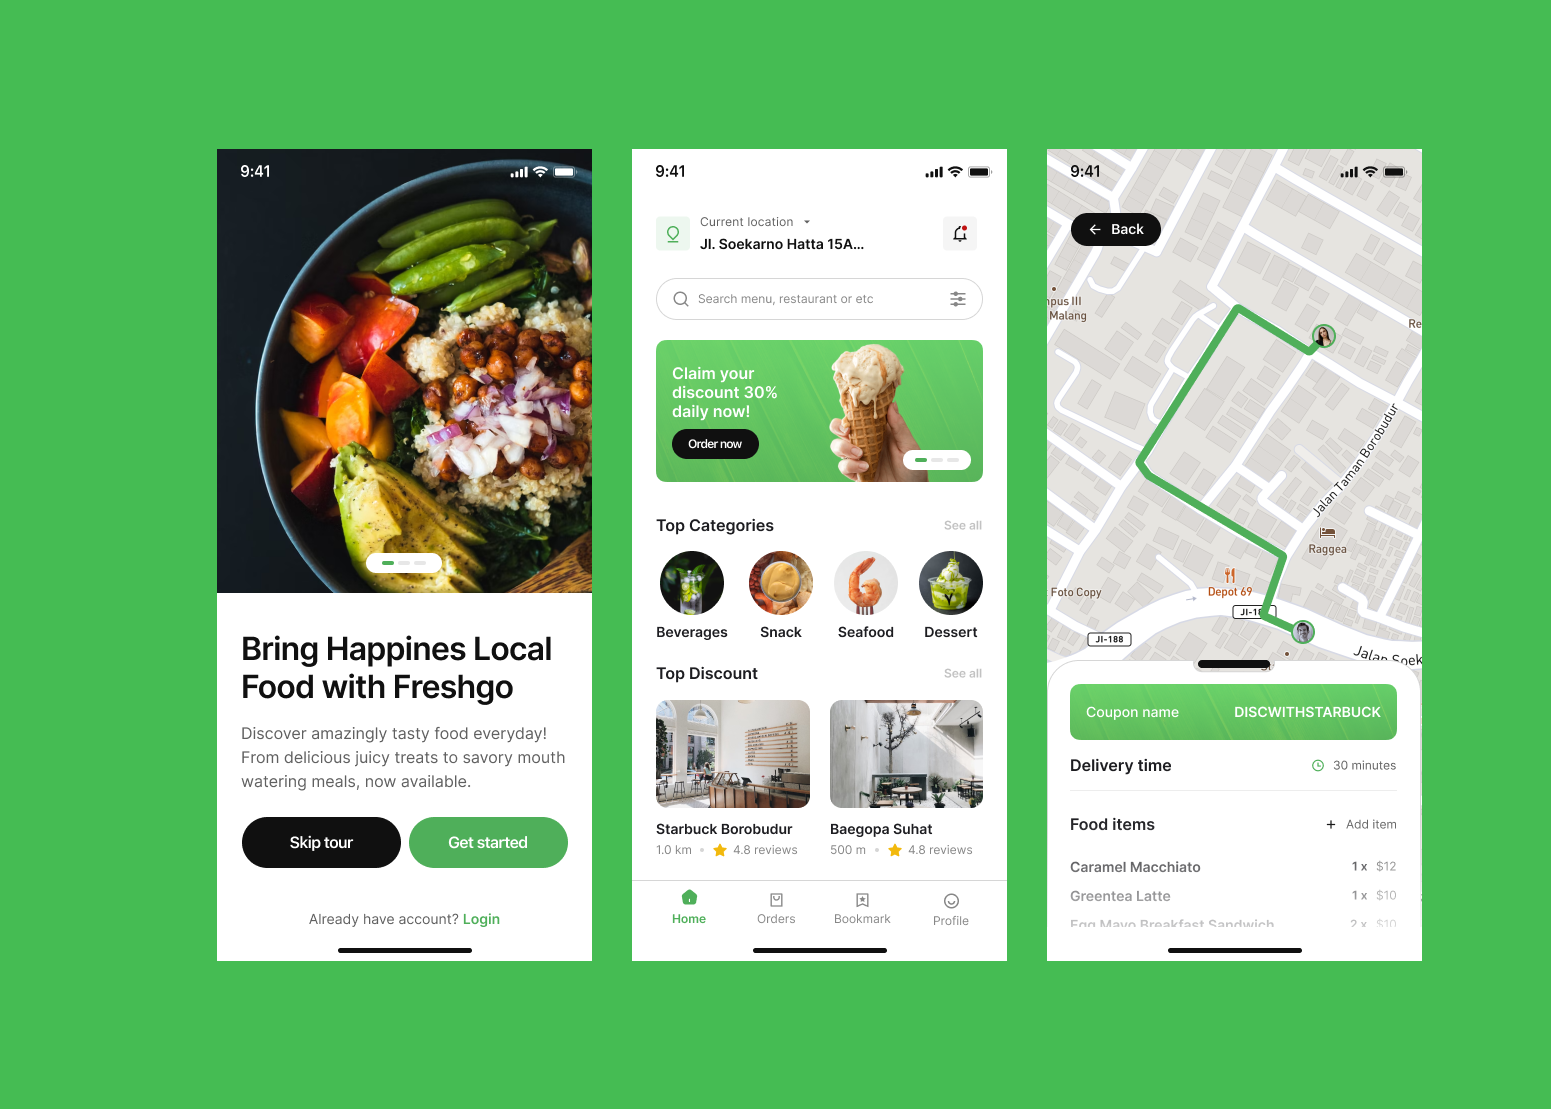 9:41
Bring Happines Local
Food with Freshgo
Discover amazingly tasty food everyday!
From delicious juicy treats to savory mouth
watering meals, now available.
Skip tour
Get started
Already have account? Login
9:41
Current location
Jl. Soekarno Hatta 15A...
Search menu, restaurant or etc
Claim your
discount 30%
daily now!
Order now
Top Categories
See all
Beverages
Snack
Seafood
Dessert
Top Discount
See all
Starbuck Borobudur
1.0 km • 4.8 reviews
Baegopa Suhat
500 m • 4.8 reviews
Home
Orders
Bookmark
Profile
9:41
Back
npus III
Malang
Re
Jalan Taman Borobudur
Raggea
Depot 69
Foto Copy
Jl-188
Jalan Soek
Coupon name
DISCWITHSTARBUCK
Delivery time
30 minutes
Food items
+ Add item
Caramel Macchiato
1 x $12
Greentea Latte
1 x $10
Egg Mayo Breakfast Sandwich
2 x $10